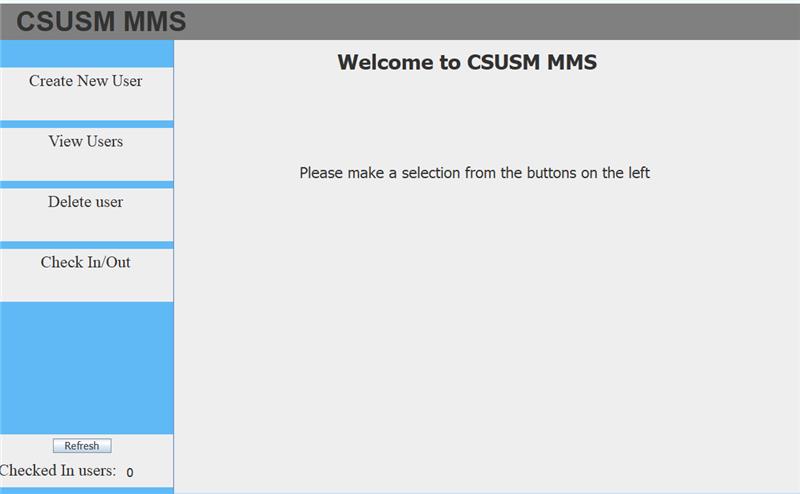 CSUSM MMS
Welcome to CSUSM MMS
Create New User
View Users
Please make a selection from the buttons on the left
Delete user
Check In/Out
Refresh
Checked In users: 0